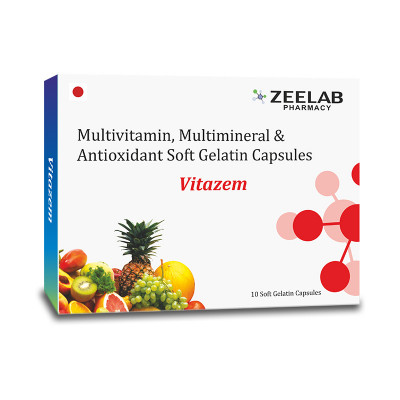 ZEELAB
PHARMACY
Multivitamin, Multimineral &
Antioxidant Soft Gelatin Capsules
Vitazem
Vitazem
10 Soft Gelatin Capsules